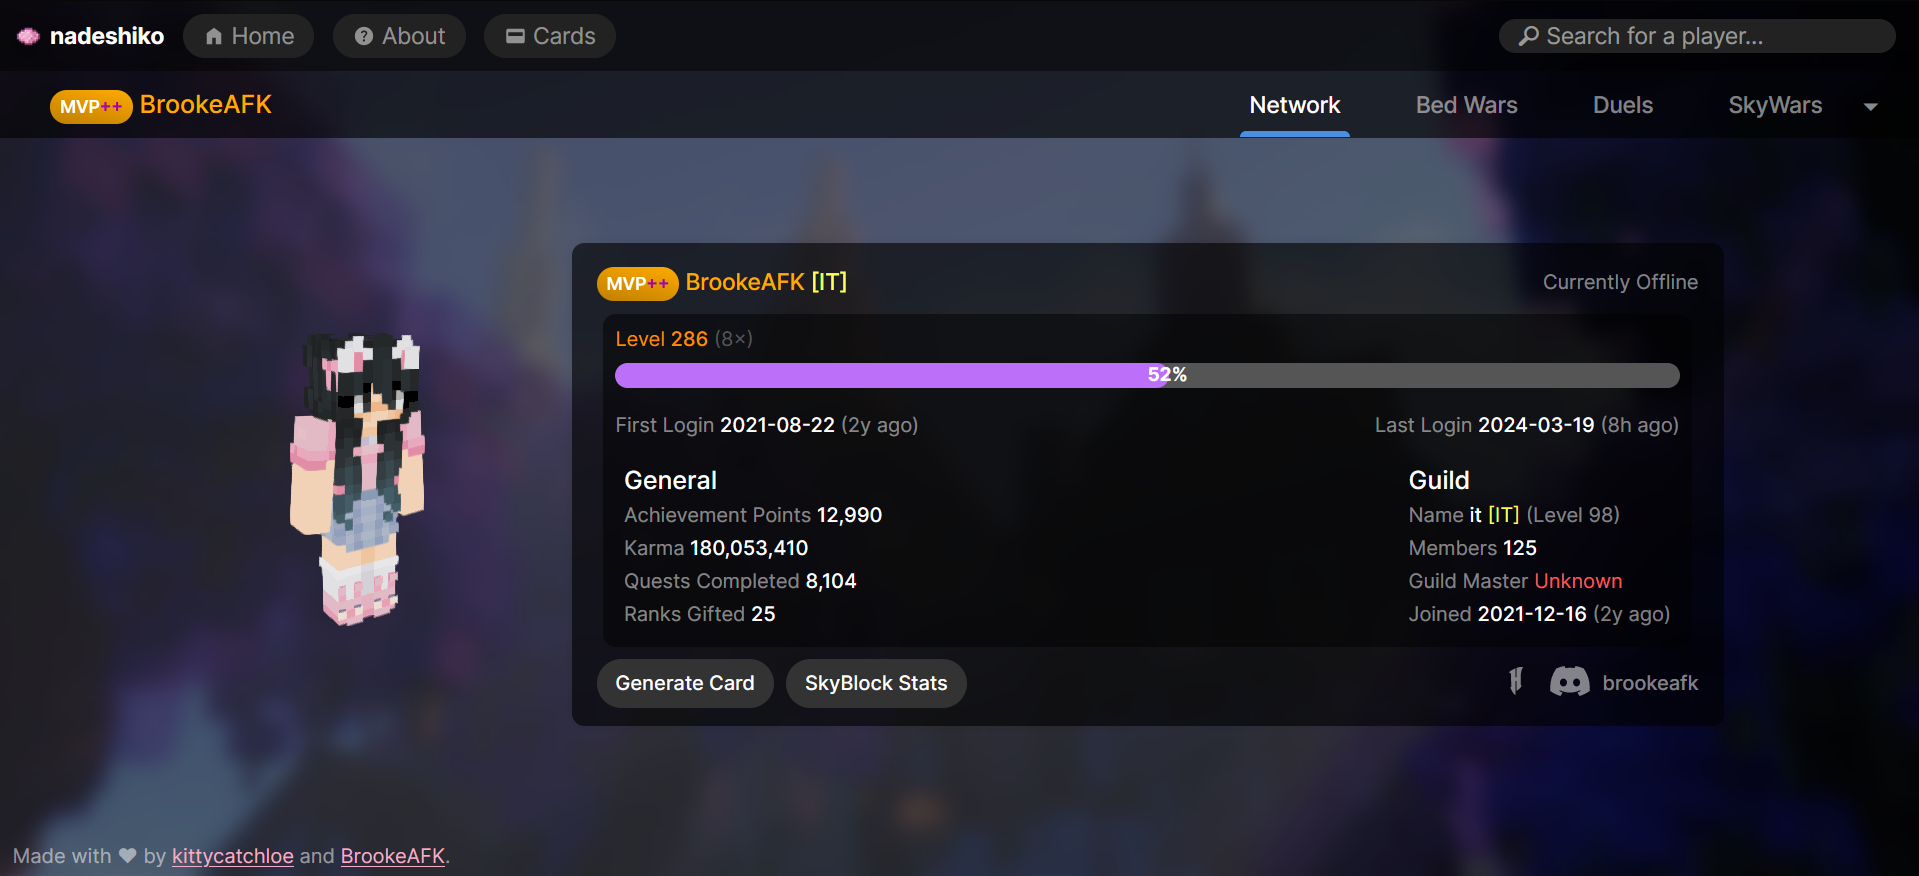 nadeshiko Home About Cards Search for a player...
MVP++ BrookeAFK Network Bed Wars Duels SkyWars
MVP++ BrookeAFK [IT] Currently Offline
Level 286 (8×)
52%
First Login 2021-08-22 (2y ago) Last Login 2024-03-19 (8h ago)
General
Achievement Points 12,990
Karma 180,053,410
Quests Completed 8,104
Ranks Gifted 25
Guild
Name it [IT] (Level 98)
Members 125
Guild Master Unknown
Joined 2021-12-16 (2y ago)
Generate Card SkyBlock Stats brookeafk
Made with ♥ by kittycatchloe and BrookeAFK.